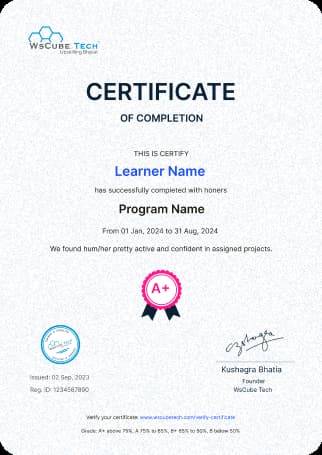 WsCube Tech
Upskilling Bharat
CERTIFICATE
OF COMPLETION
THIS IS CERTIFY
Learner Name
has successfully completed with honers
Program Name
From 01 Jan, 2024 to 31 Aug, 2024
We found hum/her pretty active and confident in assigned projects.
A+
Kushagra Bhatia
Founder
WsCube Tech
Issued: 02 Sep, 2023
Reg. ID: 1234567890
Verify your certificate: www.wscubetech.com/verify-certificate
Grade: A+ above 75%, A 75% to 65%, B+ 65% to 50%, B below 50%